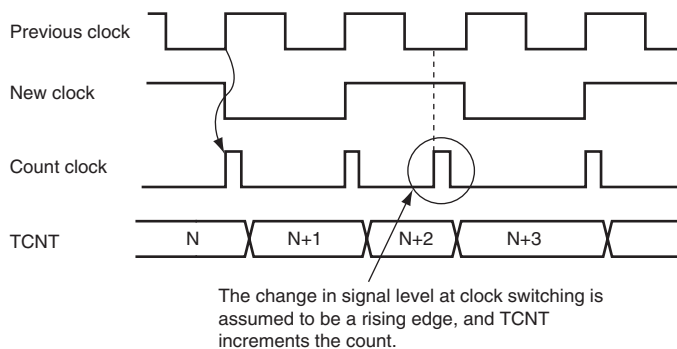 Previous clock
New clock
Count clock
TCNT
N
N+1
N+2
N+3
The change in signal level at clock switching is
assumed to be a rising edge, and TCNT
increments the count.